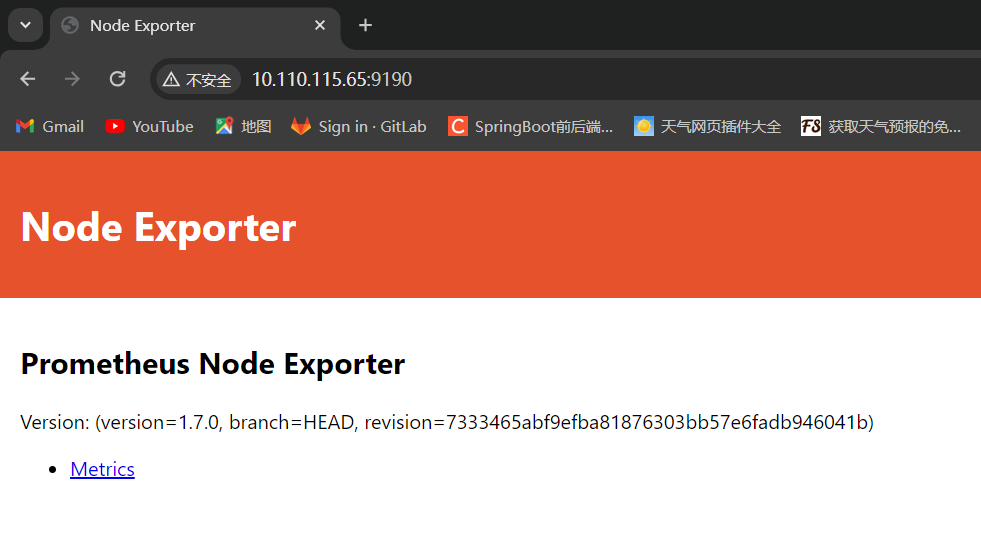 Node Exporter
不安全 10.110.115.65:9190
Gmail YouTube 地图 Sign in · GitLab SpringBoot前后端... 天气网页插件大全 FS 获取天气预报的免...
Node Exporter
Prometheus Node Exporter
Version: (version=1.7.0, branch=HEAD, revision=7333465abf9efba81876303bb57e6fadb946041b)
Metrics